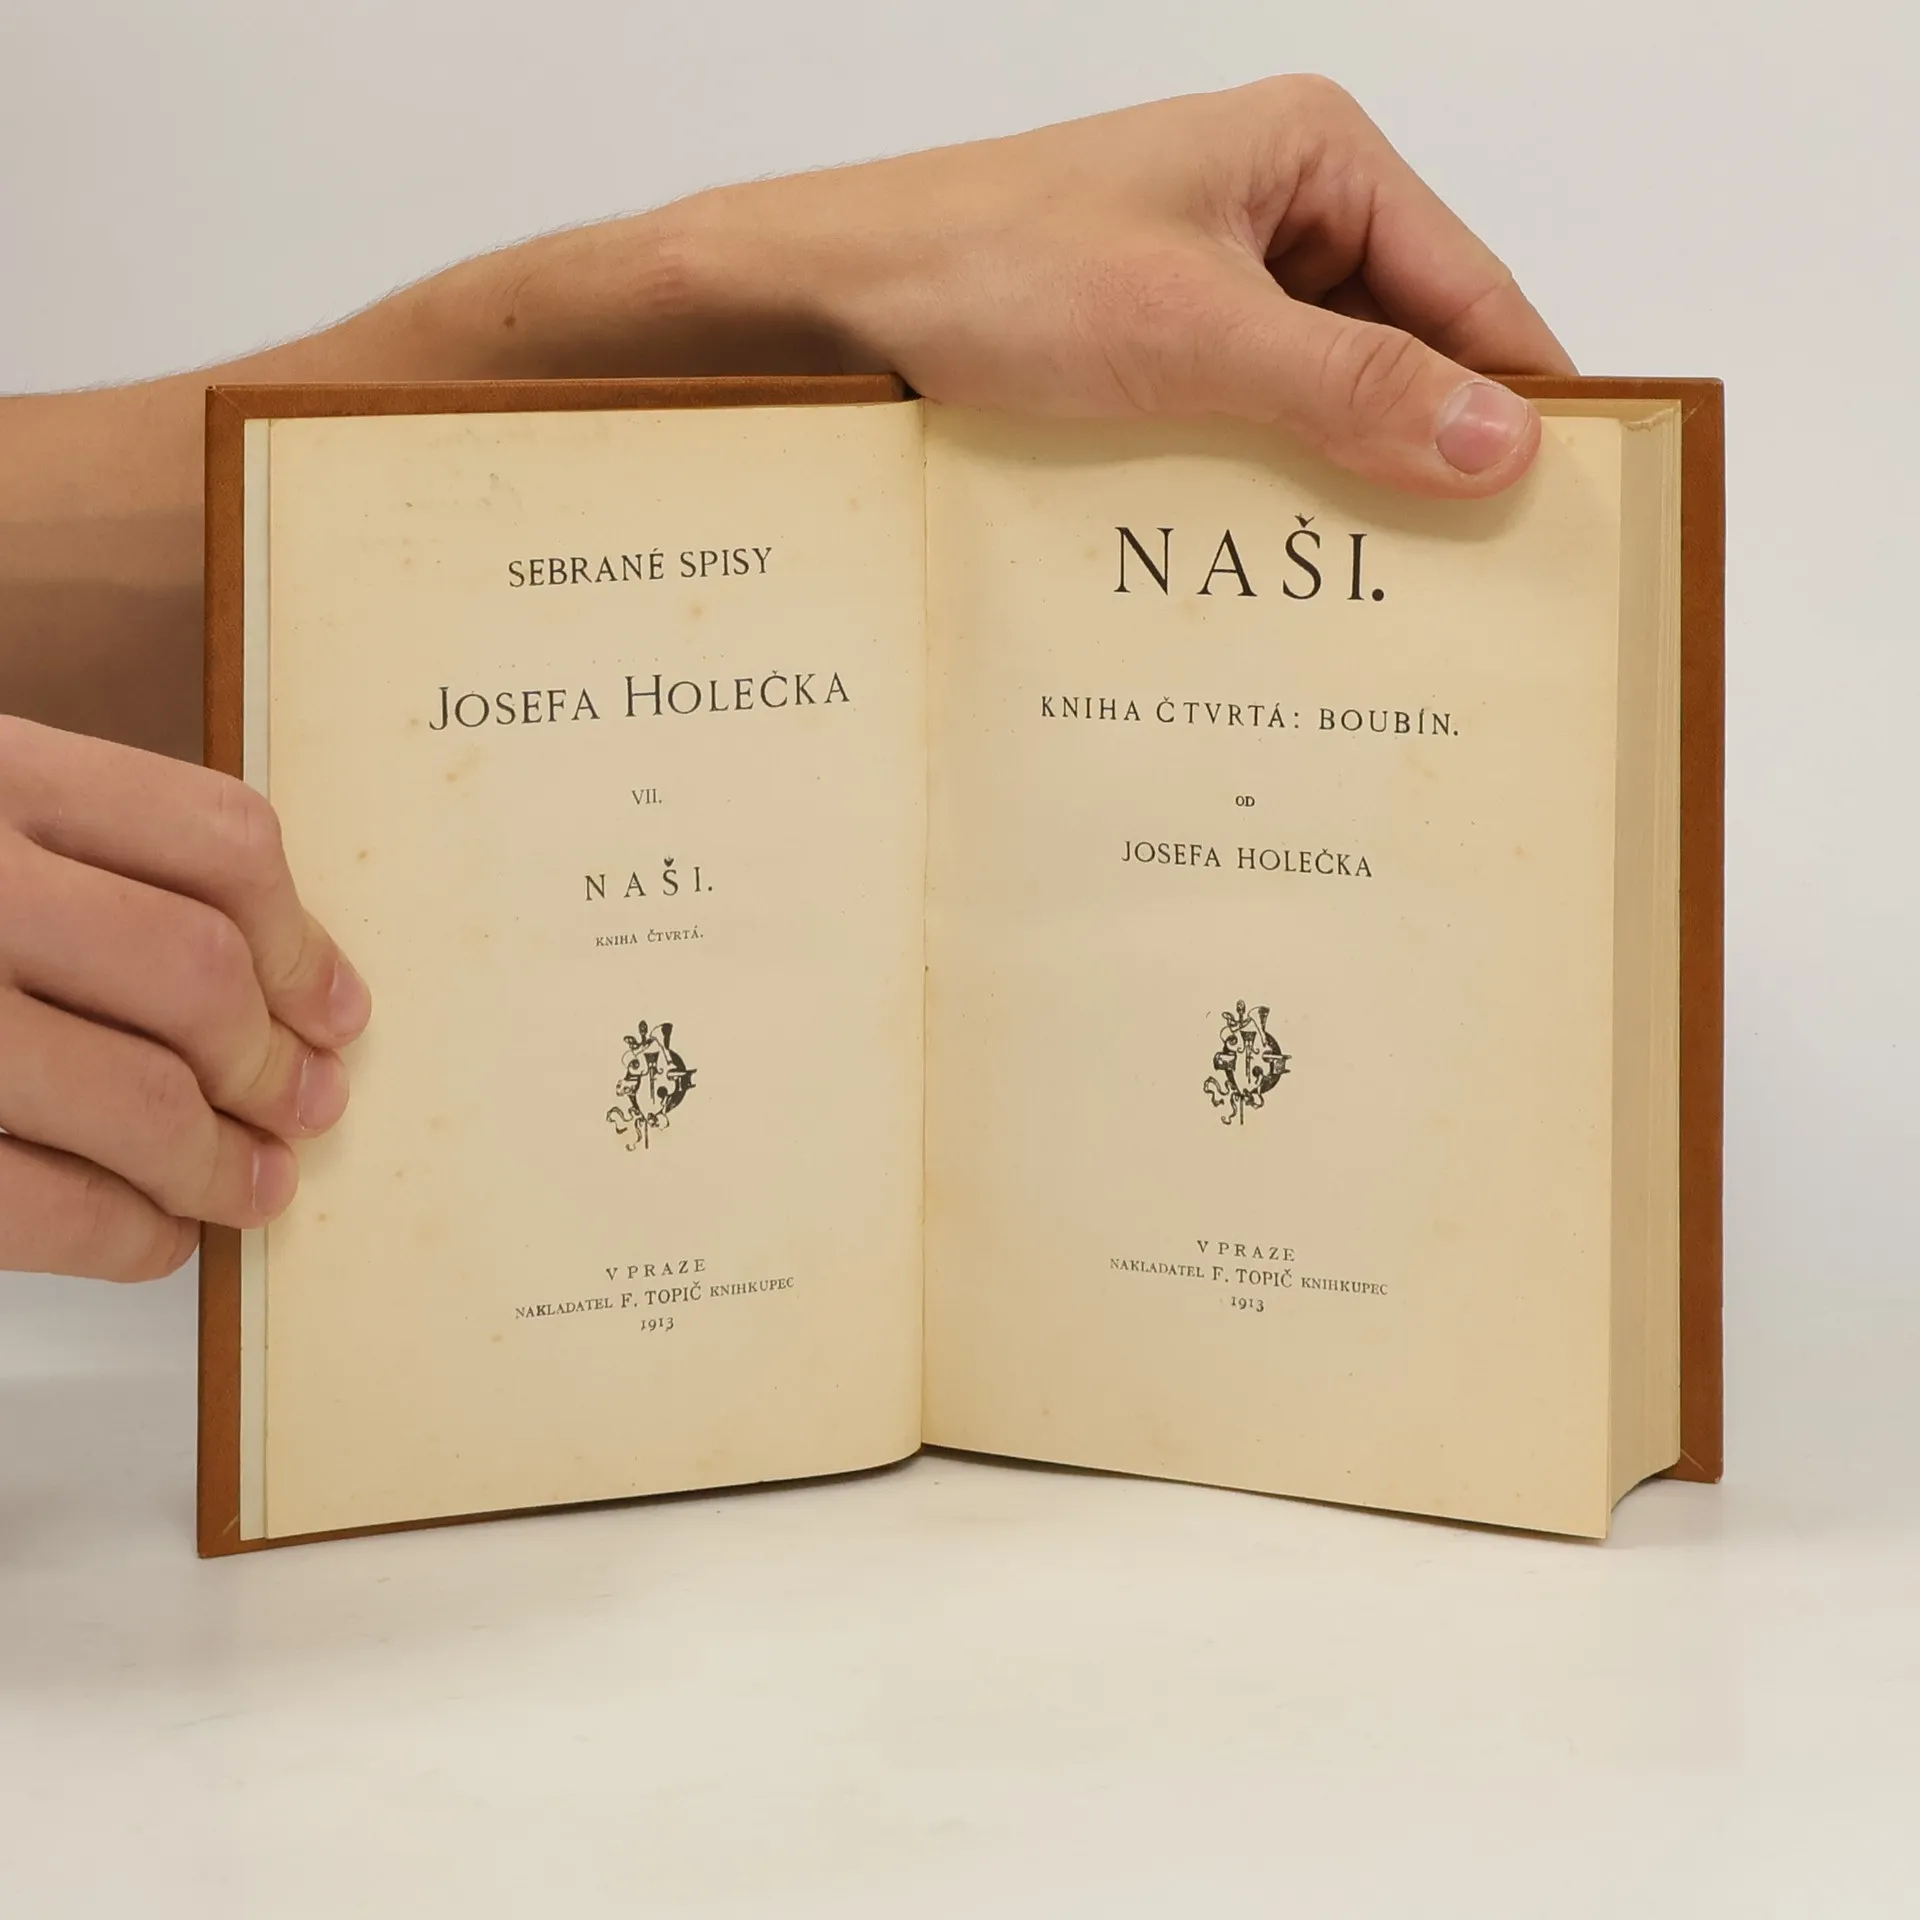 SEBRANÉ SPISY
JOSEFA HOLEČKA
VII.
NAŠI.
KNIHA ČTVRTÁ.
V PRAZE
NAKLADATEL F. TOPIČ KNIHKUPEC
1913
NAŠI.
KNIHA ČTVRTÁ: BOUBÍN.
OD
JOSEFA HOLEČKA
V PRAZE
NAKLADATEL F. TOPIČ KNIHKUPEC
1913